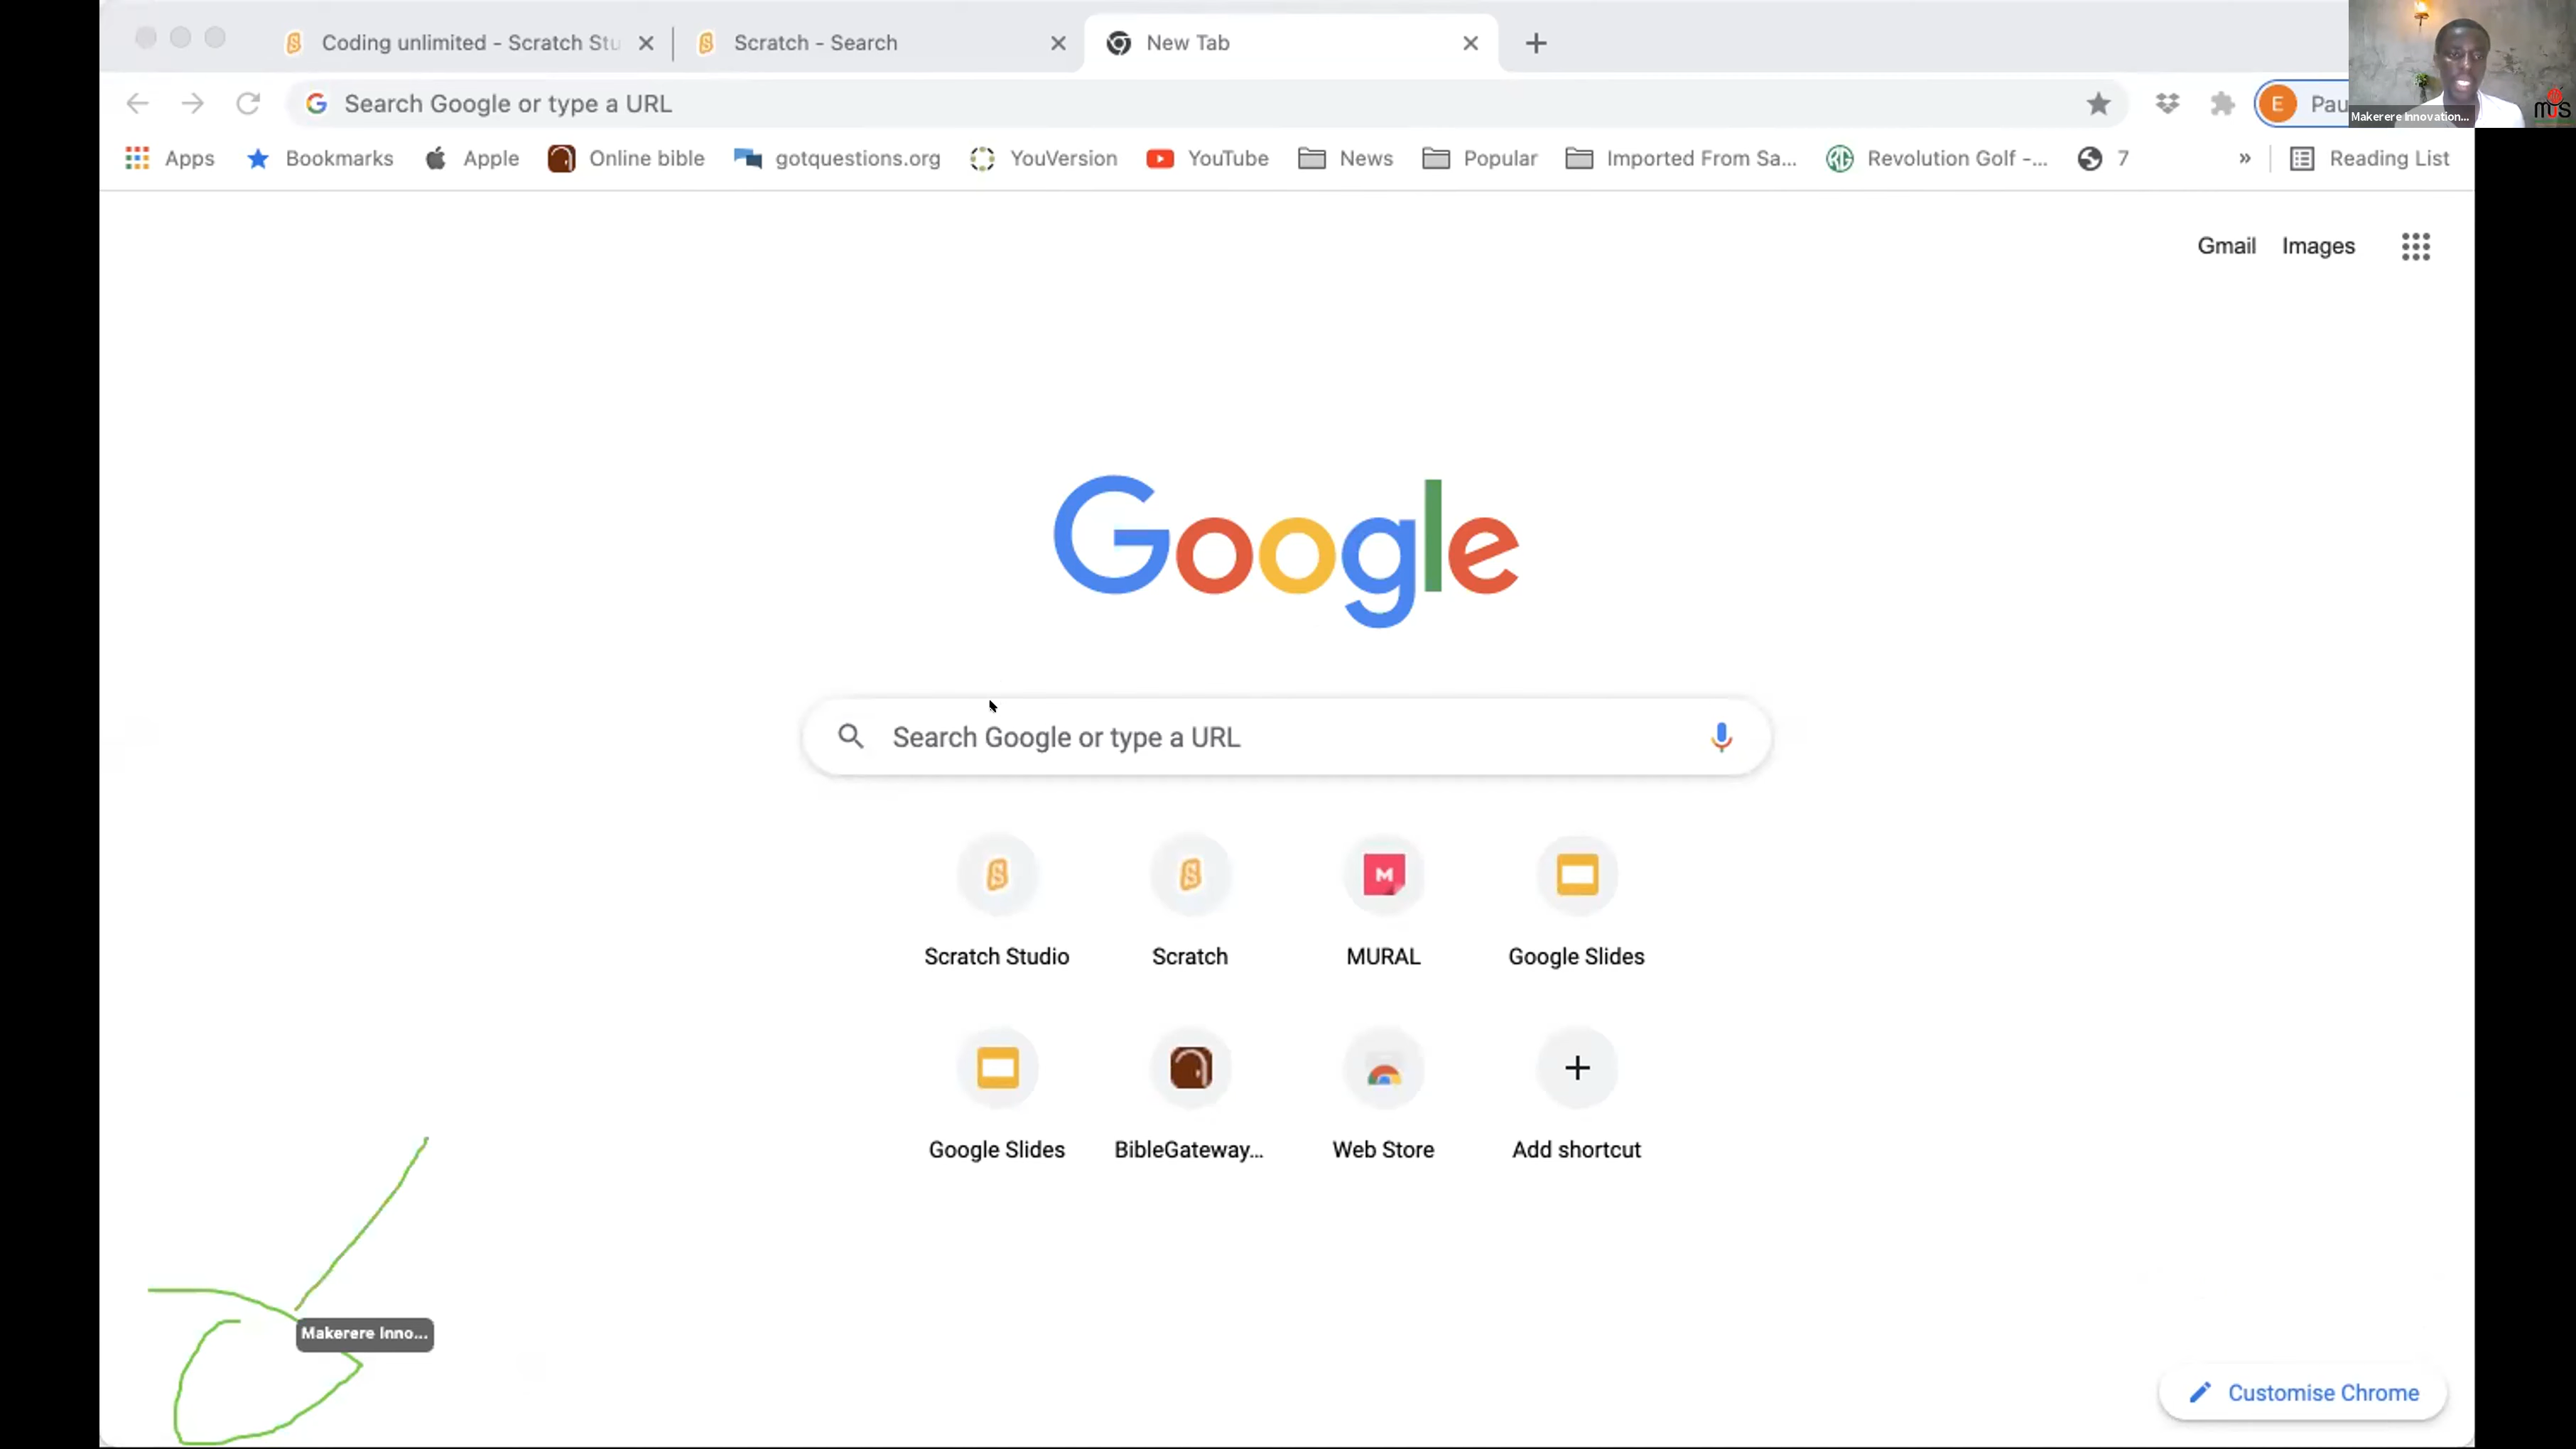 Coding unlimited - Scratch Stu
Scratch - Search
New Tab
Search Google or type a URL
E Pau
Makerere Innovation...
Apps
Bookmarks
Apple
Online bible
gotquestions.org
YouVersion
YouTube
News
Popular
Imported From Sa...
Revolution Golf -...
7
»
Reading List
Gmail
Images
Google
Search Google or type a URL
Scratch Studio
Scratch
M
MURAL
Google Slides
Google Slides
BibleGateway...
Web Store
Add shortcut
Makerere Inno...
Customise Chrome